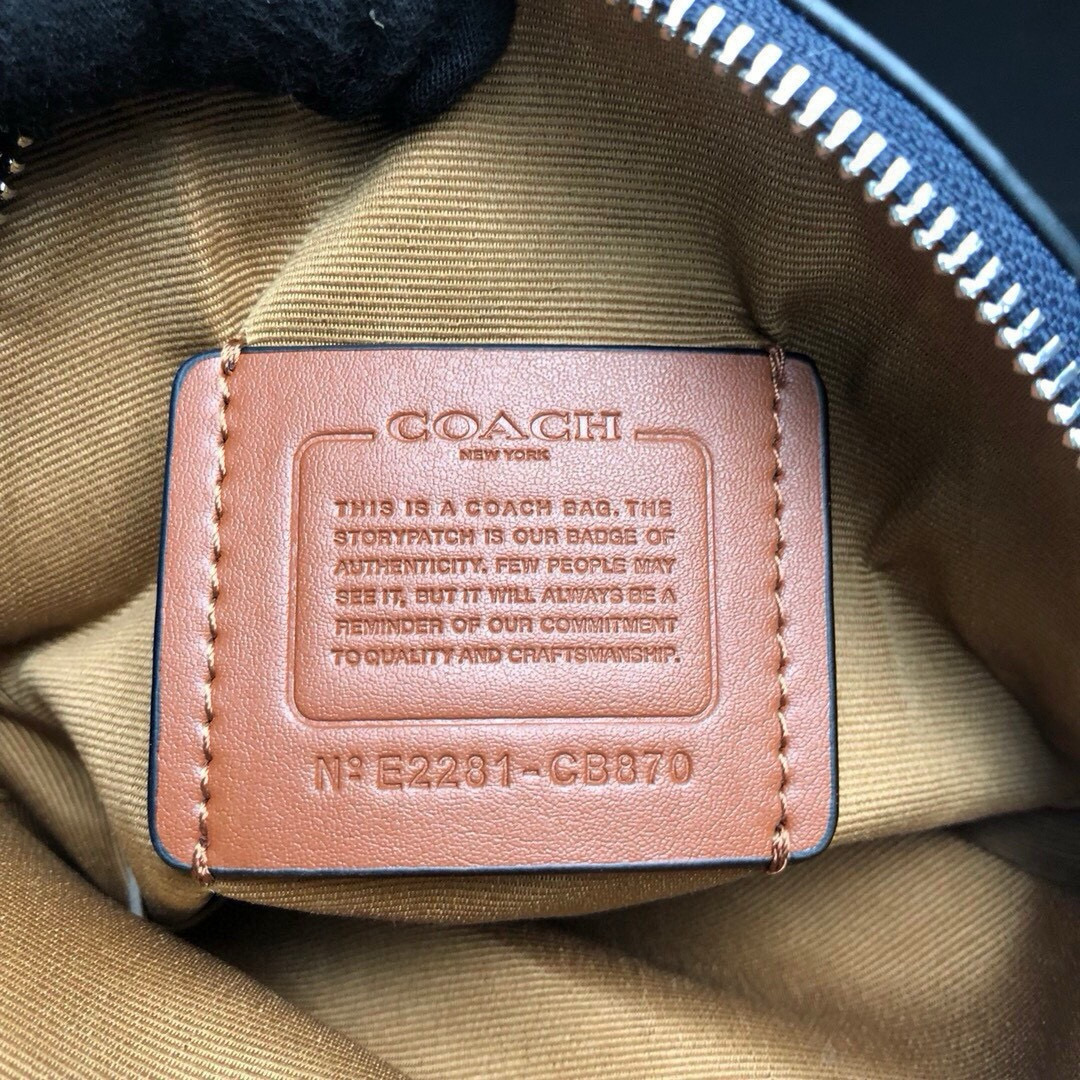 COACH
NEW YORK
THIS IS A COACH BAG. THE
STORYPATCH IS OUR BADGE OF
AUTHENTICITY. FEW PEOPLE MAY
SEE IT, BUT IT WILL ALWAYS BE A
REMINDER OF OUR COMMITMENT
TO QUALITY AND CRAFTSMANSHIP.
Nº E2281-CB870